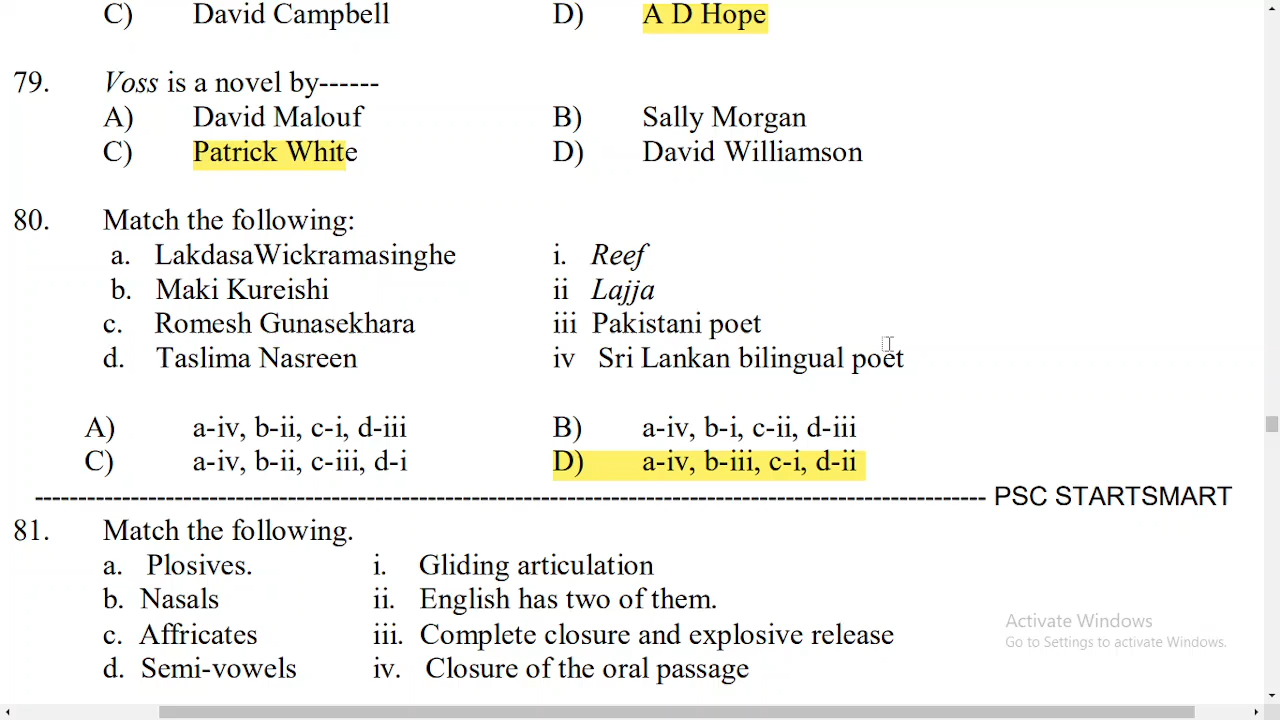 C) David Campbell D) A D Hope
79. Voss is a novel by------
A) David Malouf B) Sally Morgan
C) Patrick White D) David Williamson
80. Match the following:
a. LakdasaWickramasinghe i. Reef
b. Maki Kureishi ii Lajja
c. Romesh Gunasekhara iii Pakistani poet
d. Taslima Nasreen iv Sri Lankan bilingual poet
A) a-iv, b-ii, c-i, d-iii B) a-iv, b-i, c-ii, d-iii
C) a-iv, b-ii, c-iii, d-i D) a-iv, b-iii, c-i, d-ii
---------------------------------------------------------------------------------------- PSC STARTSMART
81. Match the following.
a. Plosives. i. Gliding articulation
b. Nasals ii. English has two of them.
c. Affricates iii. Complete closure and explosive release
d. Semi-vowels iv. Closure of the oral passage
Activate Windows
Go to Settings to activate Windows.